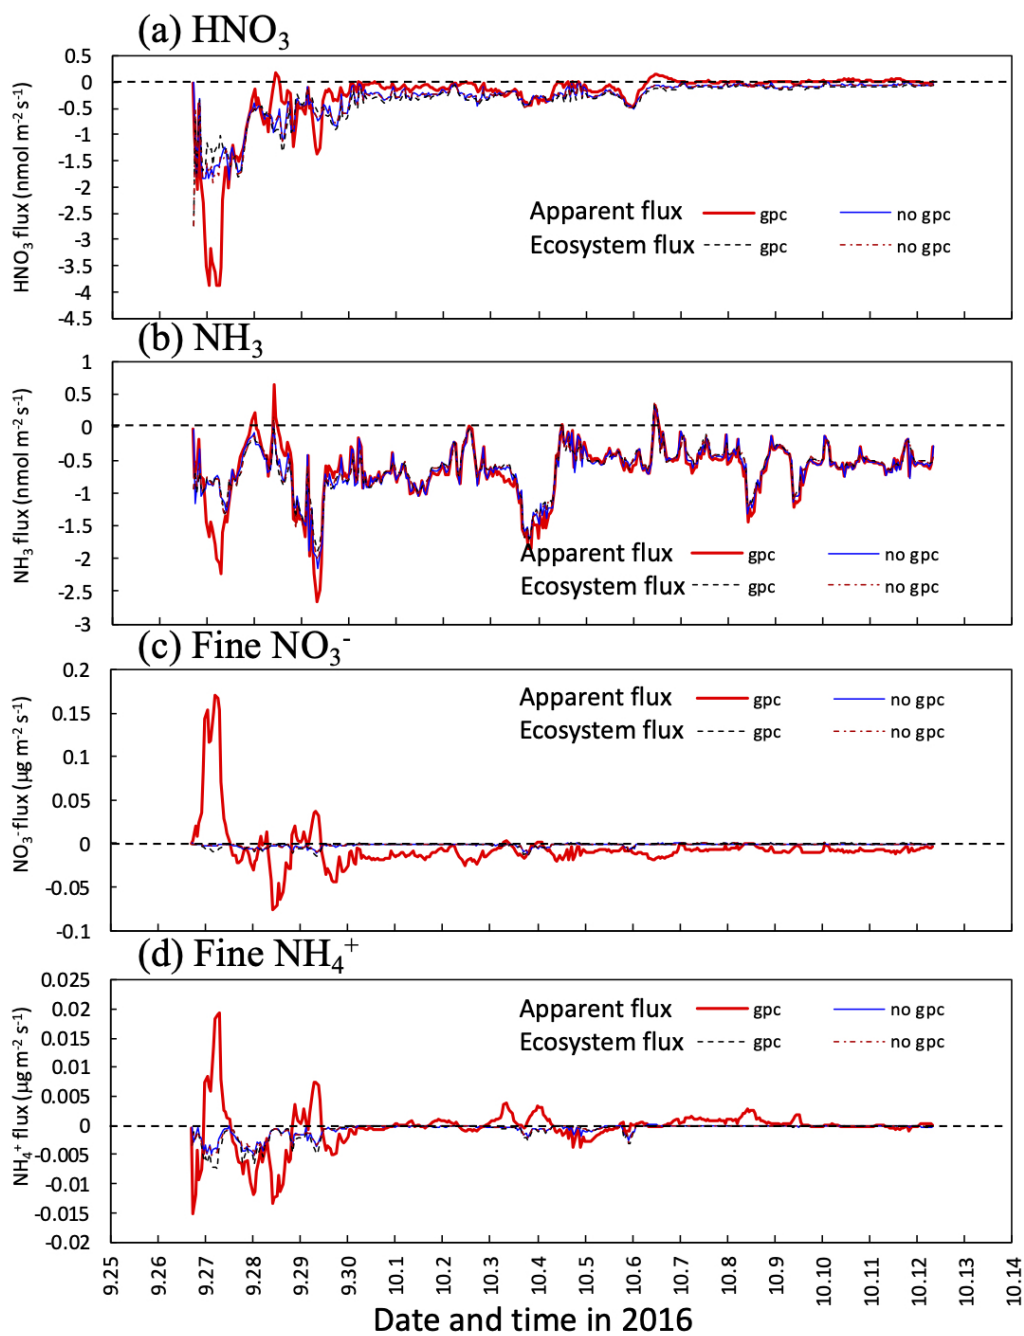 (a) HNO₃
HNO₃ flux (nmol m⁻² s⁻¹)
0.5
0
-0.5
-1
-1.5
-2
-2.5
-3
-3.5
-4
-4.5
Apparent flux gpc no gpc
Ecosystem flux gpc no gpc
(b) NH₃
NH₃ flux (nmol m⁻² s⁻¹)
1
0.5
0
-0.5
-1
-1.5
-2
-2.5
-3
Apparent flux gpc no gpc
Ecosystem flux gpc no gpc
(c) Fine NO₃⁻
NO₃⁻ flux (μg m⁻² s⁻¹)
0.2
0.15
0.1
0.05
0
-0.05
-0.1
Apparent flux gpc no gpc
Ecosystem flux gpc no gpc
(d) Fine NH₄⁺
NH₄⁺ flux (μg m⁻² s⁻¹)
0.025
0.02
0.015
0.01
0.005
0
-0.005
-0.01
-0.015
-0.02
Apparent flux gpc no gpc
Ecosystem flux gpc no gpc
9.25 9.26 9.27 9.28 9.29 9.30 10.1 10.2 10.3 10.4 10.5 10.6 10.7 10.8 10.9 10.10 10.11 10.12 10.13 10.14
Date and time in 2016